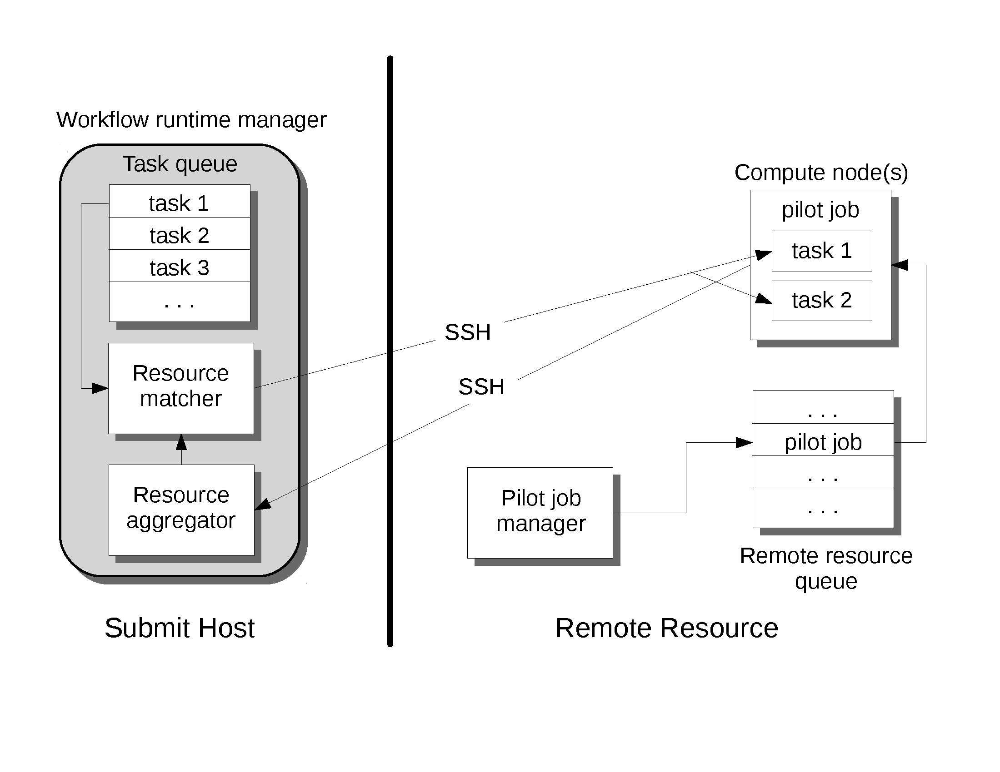 Workflow runtime manager
Task queue
task 1
task 2
task 3
. . .
Resource
matcher
Resource
aggregator
Submit Host
SSH
SSH
Compute node(s)
pilot job
task 1
task 2
. . .
pilot job
. . .
. . .
Remote resource
queue
Pilot job
manager
Remote Resource